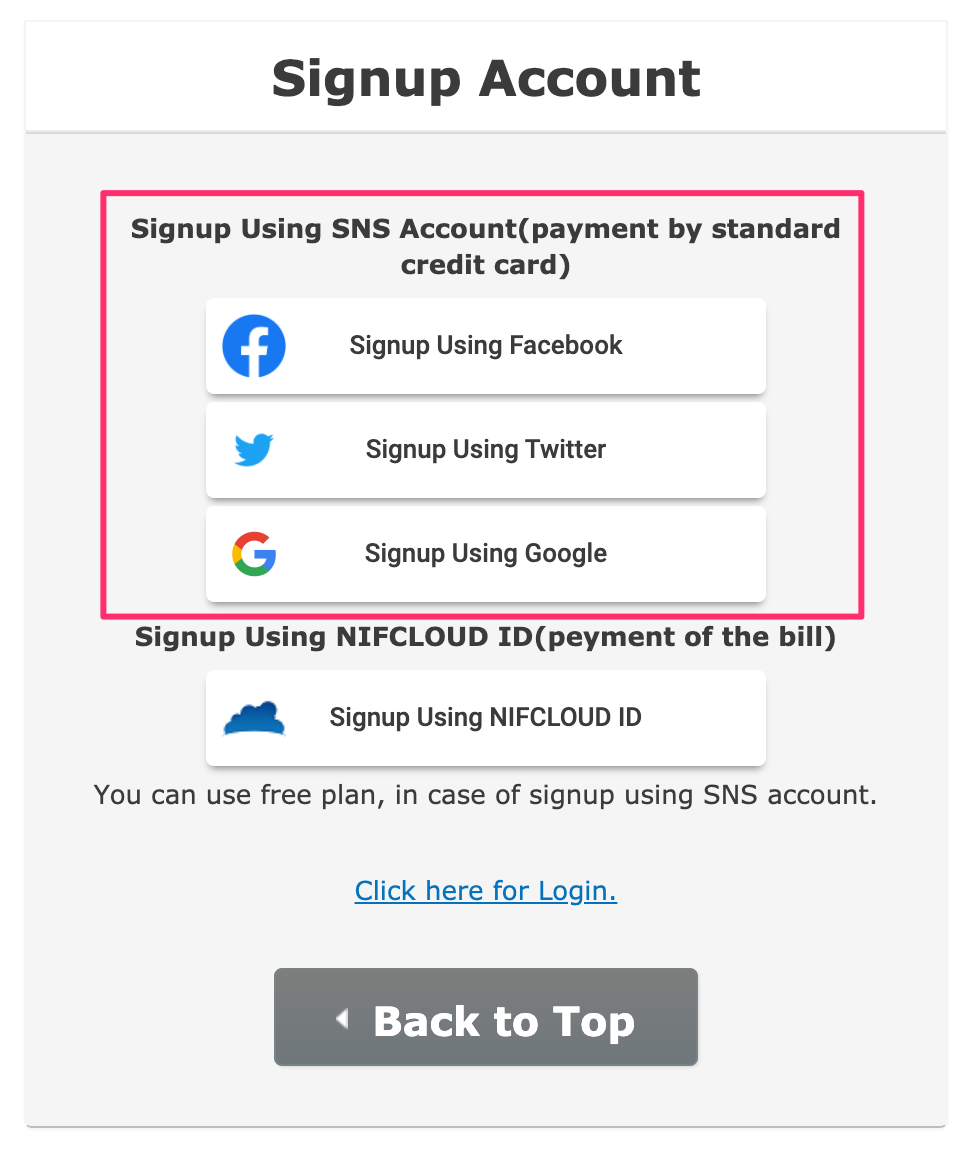 Signup Account
Signup Using SNS Account(payment by standard
credit card)
Signup Using Facebook
Signup Using Twitter
Signup Using Google
Signup Using NIFCLOUD ID(peyment of the bill)
Signup Using NIFCLOUD ID
You can use free plan, in case of signup using SNS account.
Click here for Login.
Back to Top